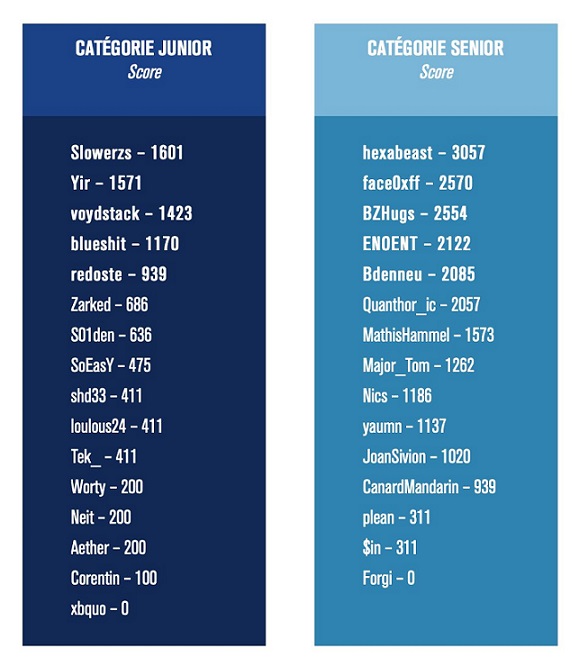 CATÉGORIE JUNIOR
Score
Slowerzs – 1601
Yir – 1571
voydstack – 1423
blueshit – 1170
redoste – 939
Zarked – 686
S01den – 636
SoEasY – 475
shd33 – 411
loulous24 – 411
Tek_ – 411
Worty – 200
Neit – 200
Aether – 200
Corentin – 100
xbquo – 0
CATÉGORIE SENIOR
Score
hexabeast – 3057
face0xff – 2570
BZHugs – 2554
ENOENT – 2122
Bdenneu – 2085
Quanthor_ic – 2057
MathisHammel – 1573
Major_Tom – 1262
Nics – 1186
yaumn – 1137
JoanSivion – 1020
CanardMandarin – 939
plean – 311
$in – 311
Forgi – 0